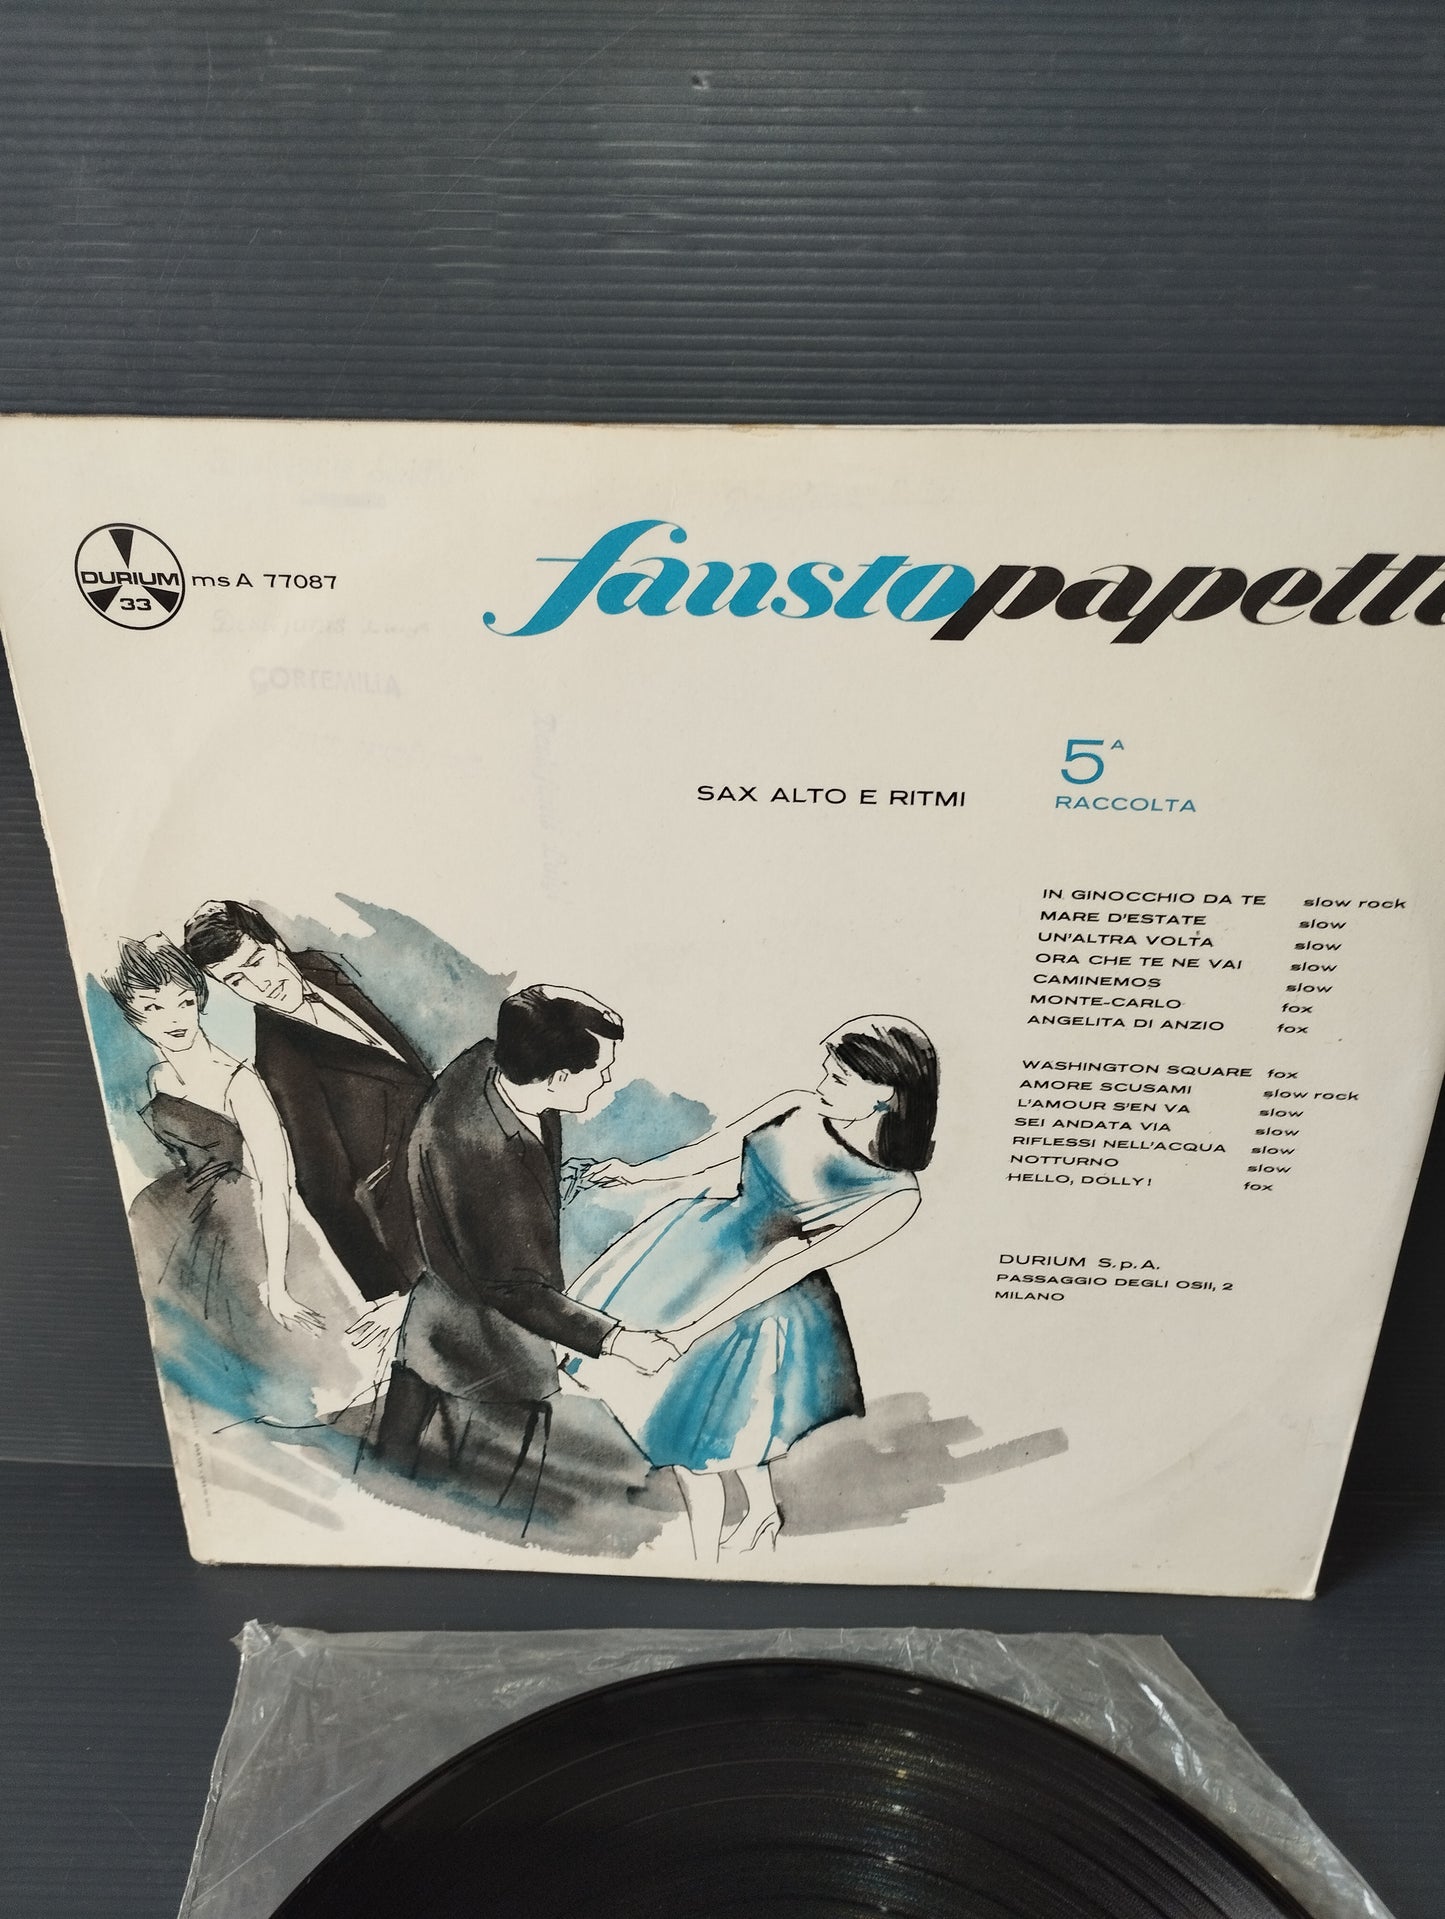 DURIUM
33
msA 77087
faustopapett
SAX ALTO E RITMI
5A
RACCOLTA
IN GINOCCHIO DA TE slow rock
MARE D'ESTATE slow
UN'ALTRA VOLTA slow
ORA CHE TE NE VAI slow
CAMINEMOS slow
MONTE-CARLO fox
ANGELITA DI ANZIO fox
WASHINGTON SQUARE fox
AMORE SCUSAMI slow rock
L'AMOUR S'EN VA slow
SEI ANDATA VIA slow
RIFLESSI NELL'ACQUA slow
NOTTURNO slow
HELLO, DOLLY! fox
DURIUM S.p.A.
PASSAGGIO DEGLI OSII, 2
MILANO
CORTEMILIA